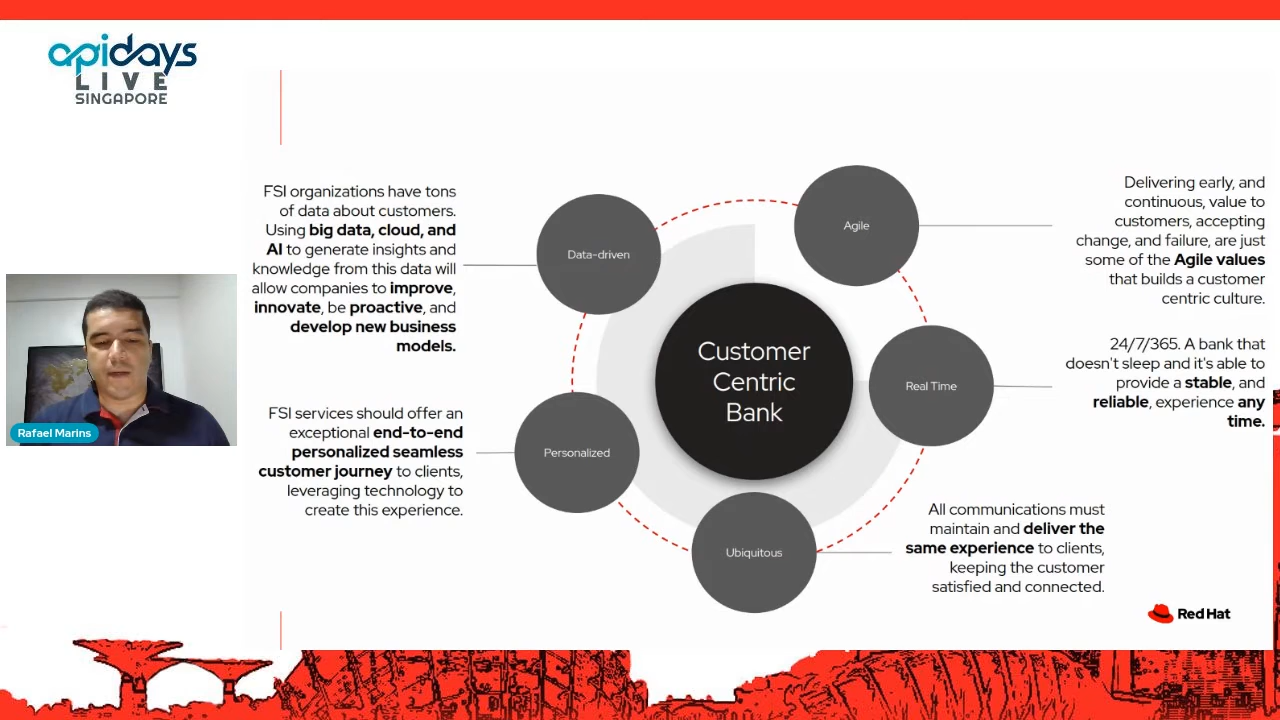 apidays
LIVE
SINGAPORE
FSI organizations have tons
of data about customers.
Using big data, cloud, and
AI to generate insights and
knowledge from this data will
allow companies to improve,
innovate, be proactive, and
develop new business
models.
Data-driven
Agile
Delivering early, and
continuous, value to
customers, accepting
change, and failure, are just
some of the Agile values
that builds a customer
centric culture.
Customer
Centric
Bank
Real Time
24/7/365. A bank that
doesn't sleep and it's able to
provide a stable, and
reliable, experience any
time.
Rafael Marins
FSI services should offer an
exceptional end-to-end
personalized seamless
customer journey to clients,
leveraging technology to
create this experience.
Personalized
Ubiquitous
All communications must
maintain and deliver the
same experience to clients,
keeping the customer
satisfied and connected.
Red Hat